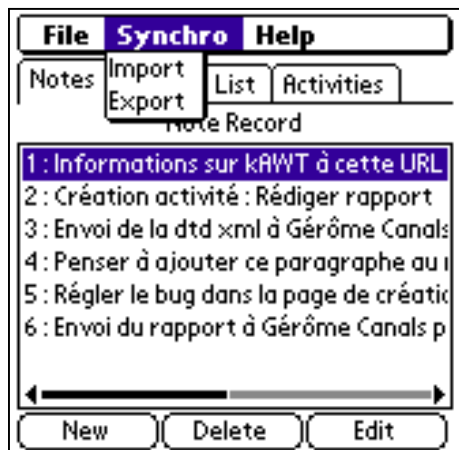 File Synchro Help
Import
Export
Notes List Activities
Note Record
1 : Informations sur kAWT à cette URL
2 : Création activité : Rédiger rapport
3 : Envoi de la dtd xml à Gérôme Canals
4 : Penser à ajouter ce paragraphe au
5 : Régler le bug dans la page de créatic
6 : Envoi du rapport à Gérôme Canals p
New Delete Edit